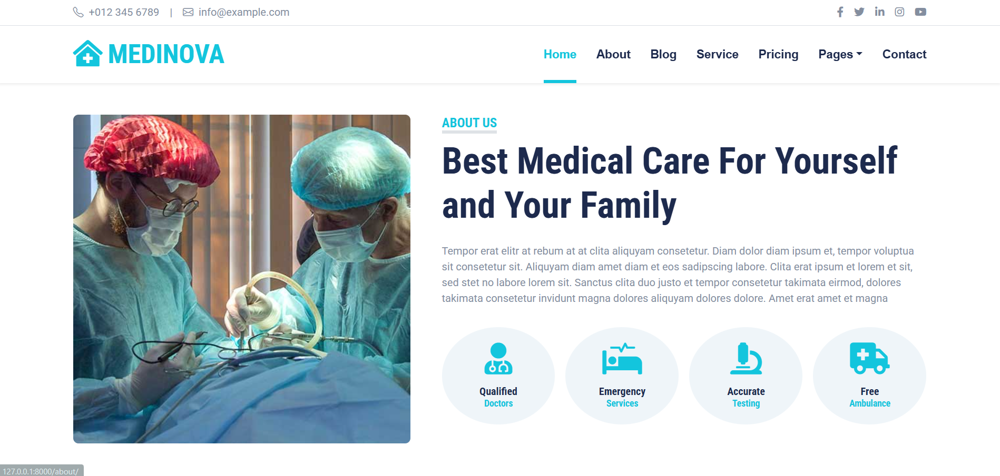 +012 345 6789 | info@example.com
MEDINOVA
Home About Blog Service Pricing Pages Contact
ABOUT US
Best Medical Care For Yourself
and Your Family
Tempor erat elitr at rebum at at clita aliquyam consetetur. Diam dolor diam ipsum et, tempor voluptua
sit consetetur sit. Aliquyam diam amet diam et eos sadipscing labore. Clita erat ipsum et lorem et sit,
sed stet no labore lorem sit. Sanctus clita duo justo et tempor consetetur takimata eirmod, dolores
takimata consetetur invidunt magna dolores aliquyam dolores dolore. Amet erat amet et magna
Qualified
Doctors
Emergency
Services
Accurate
Testing
Free
Ambulance
127.0.0.1:8000/about/